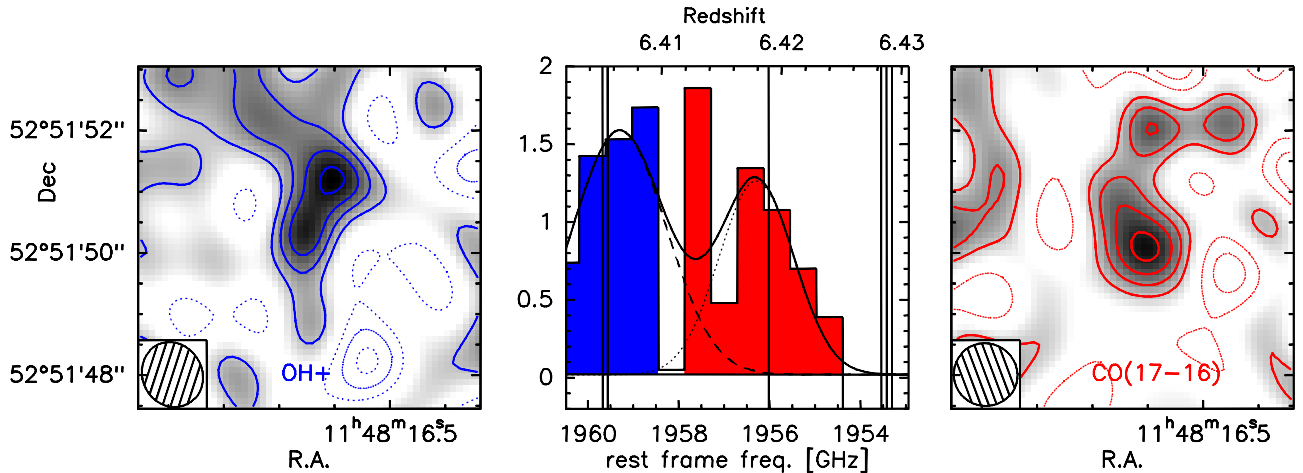 Redshift
6.41 6.42 6.43
52°51'52"
52°51'50"
52°51'48"
Dec
OH+
11ʰ48ᵐ16.ˢ5
R.A.
2
1.5
1
0.5
0
1960 1958 1956 1954
rest frame freq. [GHz]
CO(17−16)
11ʰ48ᵐ16.ˢ5
R.A.